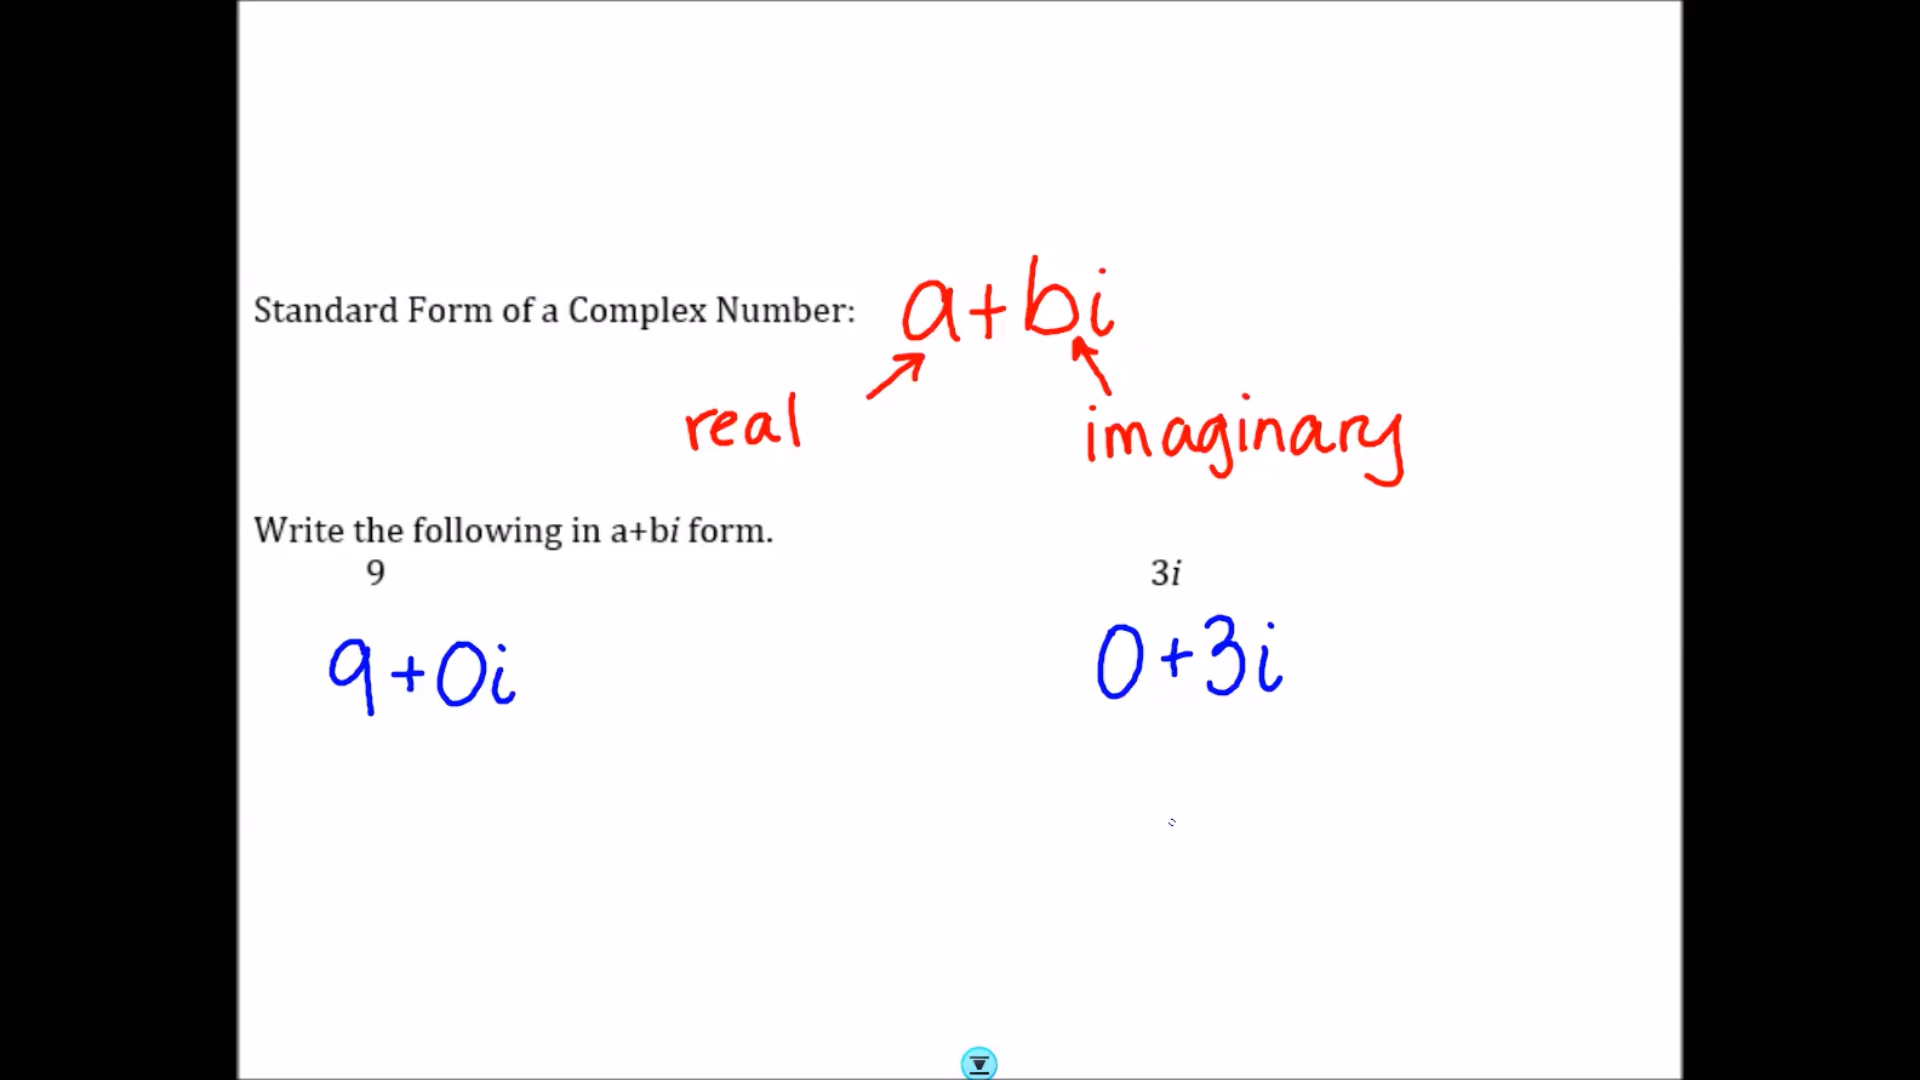 Standard Form of a Complex Number: a+bi
real imaginary
Write the following in a+bi form.
9 3i
9+0i 0+3i